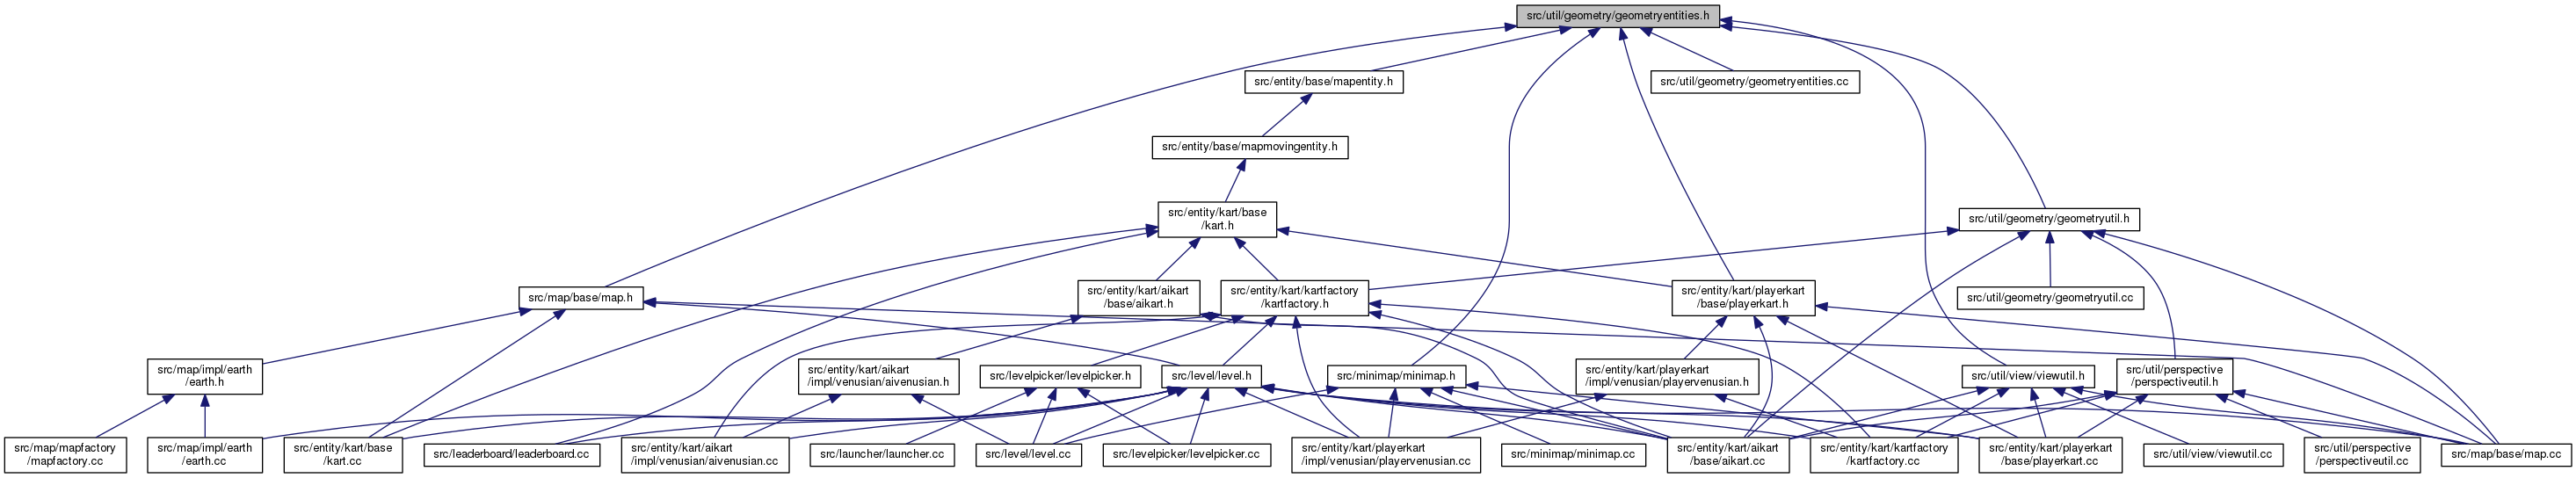 src/util/geometry/geometryentities.h
src/entity/base/mapentity.h
src/util/geometry/geometryentities.cc
src/entity/base/mapmovingentity.h
src/entity/kart/base
/kart.h
src/util/geometry/geometryutil.h
src/map/base/map.h
src/entity/kart/aikart
/base/aikart.h
src/entity/kart/kartfactory
/kartfactory.h
src/entity/kart/playerkart
/base/playerkart.h
src/util/geometry/geometryutil.cc
src/map/impl/earth
/earth.h
src/entity/kart/aikart
/impl/venusian/aivenusian.h
src/levelpicker/levelpicker.h
src/level/level.h
src/minimap/minimap.h
src/entity/kart/playerkart
/impl/venusian/playervenusian.h
src/util/view/viewutil.h
src/util/perspective
/perspectiveutil.h
src/map/mapfactory
/mapfactory.cc
src/map/impl/earth
/earth.cc
src/entity/kart/base
/kart.cc
src/leaderboard/leaderboard.cc
src/entity/kart/aikart
/impl/venusian/aivenusian.cc
src/launcher/launcher.cc
src/level/level.cc
src/levelpicker/levelpicker.cc
src/entity/kart/playerkart
/impl/venusian/playervenusian.cc
src/minimap/minimap.cc
src/entity/kart/aikart
/base/aikart.cc
src/entity/kart/kartfactory
/kartfactory.cc
src/entity/kart/playerkart
/base/playerkart.cc
src/util/view/viewutil.cc
src/util/perspective
/perspectiveutil.cc
src/map/base/map.cc